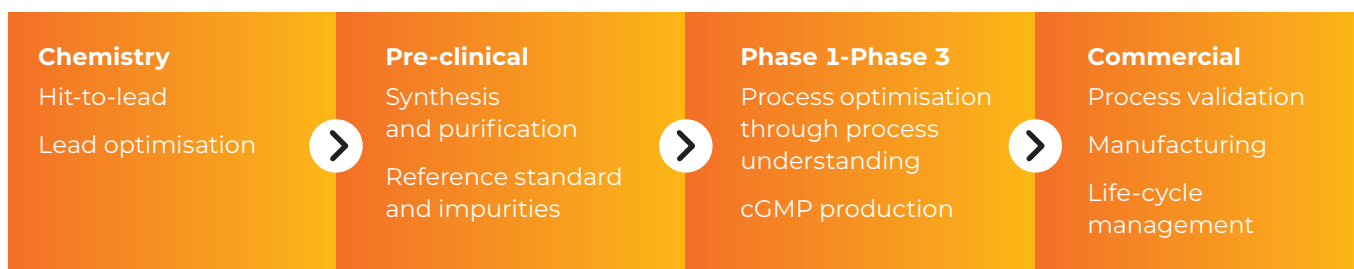 Chemistry
Hit-to-lead
Lead optimisation
Pre-clinical
Synthesis
and purification
Reference standard
and impurities
Phase 1-Phase 3
Process optimisation
through process
understanding
cGMP production
Commercial
Process validation
Manufacturing
Life-cycle
management